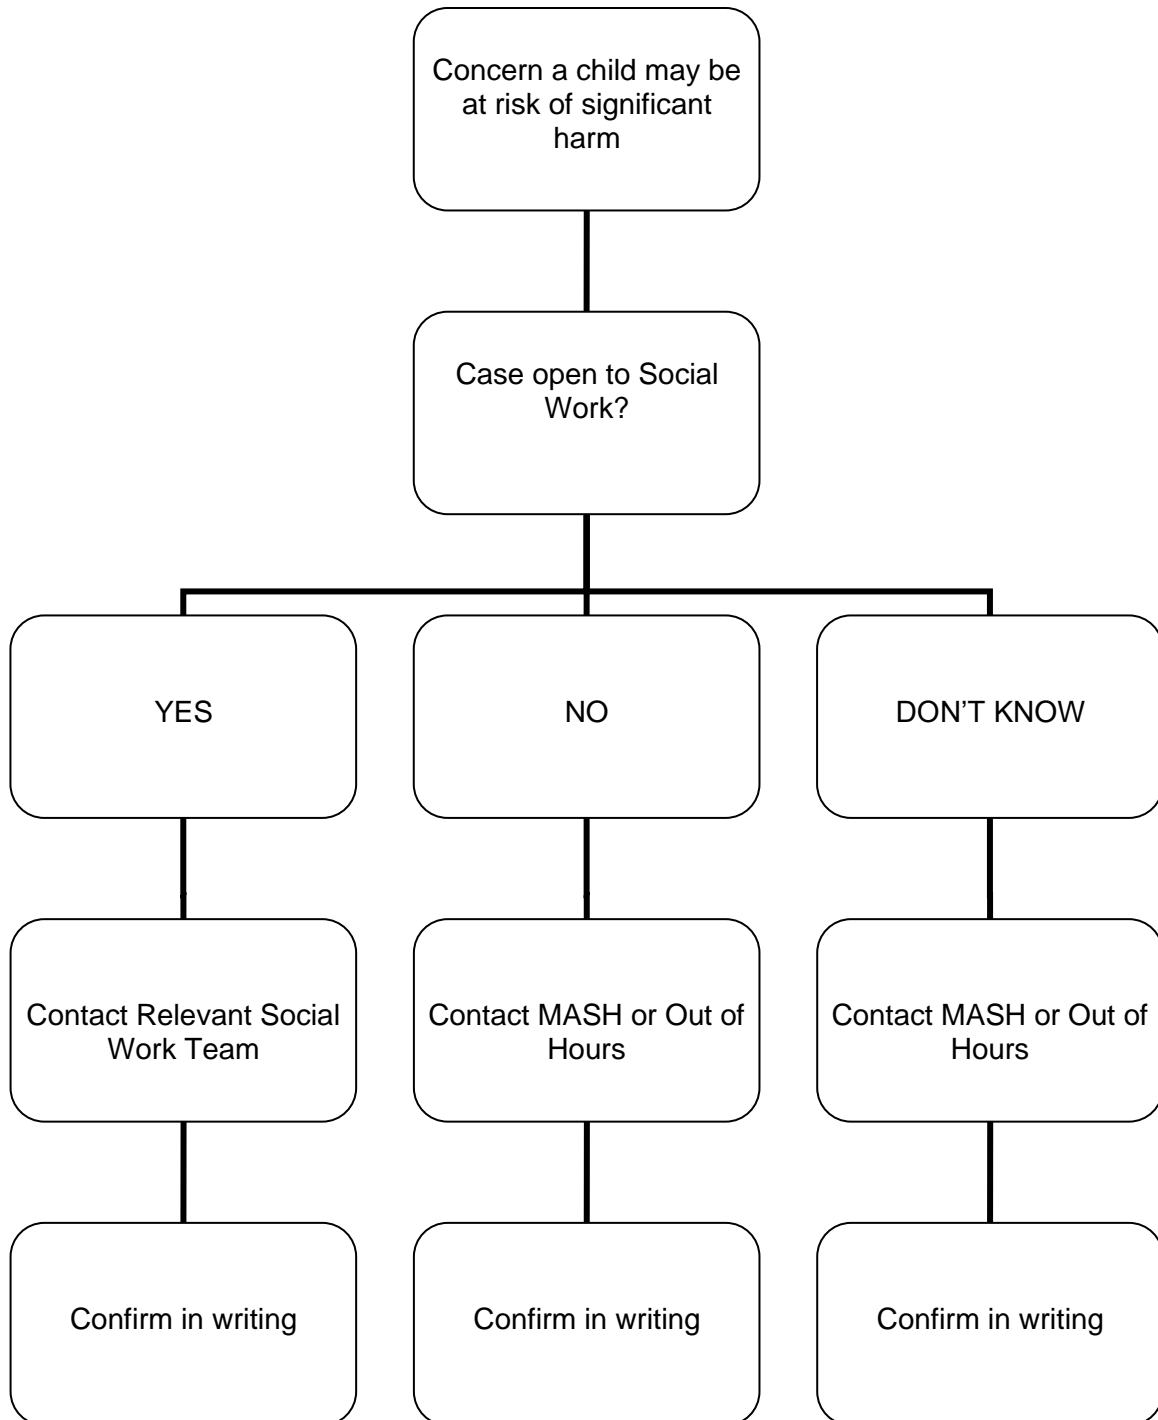 Concern a child may be
at risk of significant
harm
Case open to Social
Work?
YES
NO
DON’T KNOW
Contact Relevant Social
Work Team
Contact MASH or Out of
Hours
Contact MASH or Out of
Hours
Confirm in writing
Confirm in writing
Confirm in writing